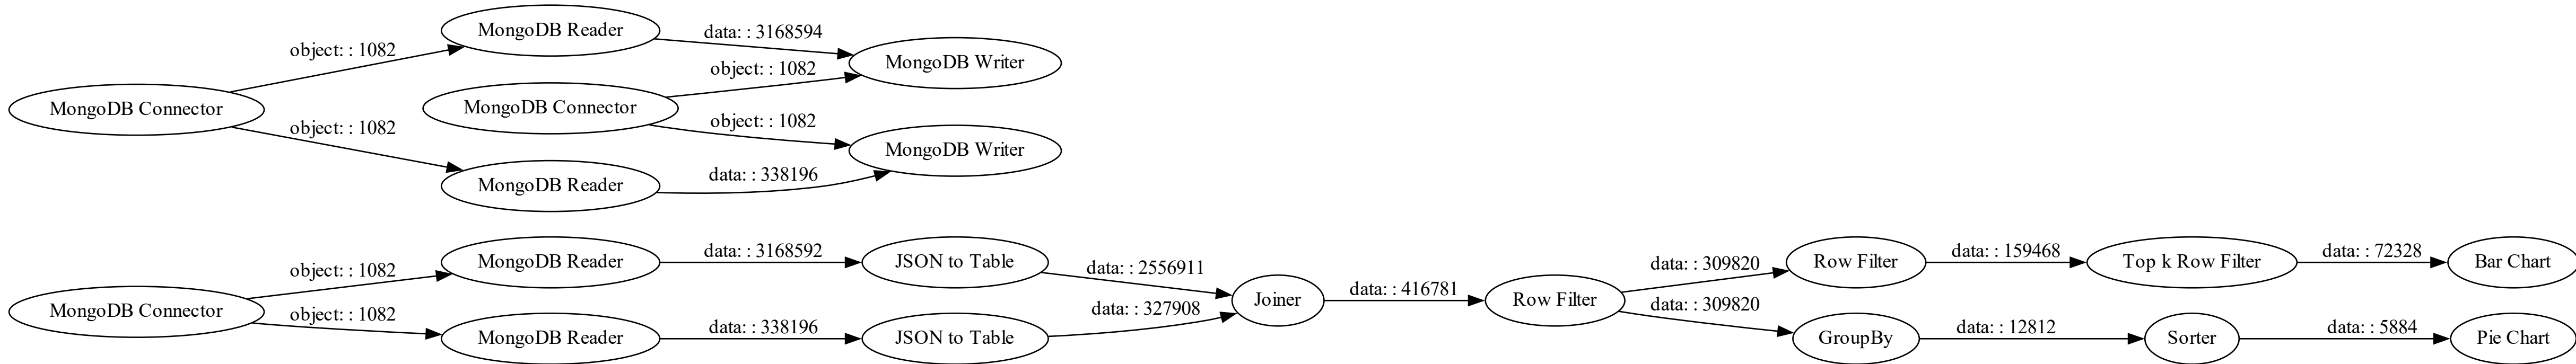 MongoDB Connector
object: : 1082
object: : 1082
MongoDB Reader
MongoDB Connector
MongoDB Reader
data: : 3168594
object: : 1082
object: : 1082
data: : 338196
MongoDB Writer
MongoDB Writer
MongoDB Connector
object: : 1082
object: : 1082
MongoDB Reader
MongoDB Reader
data: : 3168592
data: : 338196
JSON to Table
JSON to Table
data: : 2556911
data: : 327908
Joiner
data: : 416781
Row Filter
data: : 309820
data: : 309820
Row Filter
GroupBy
data: : 159468
data: : 12812
Top k Row Filter
Sorter
data: : 72328
data: : 5884
Bar Chart
Pie Chart